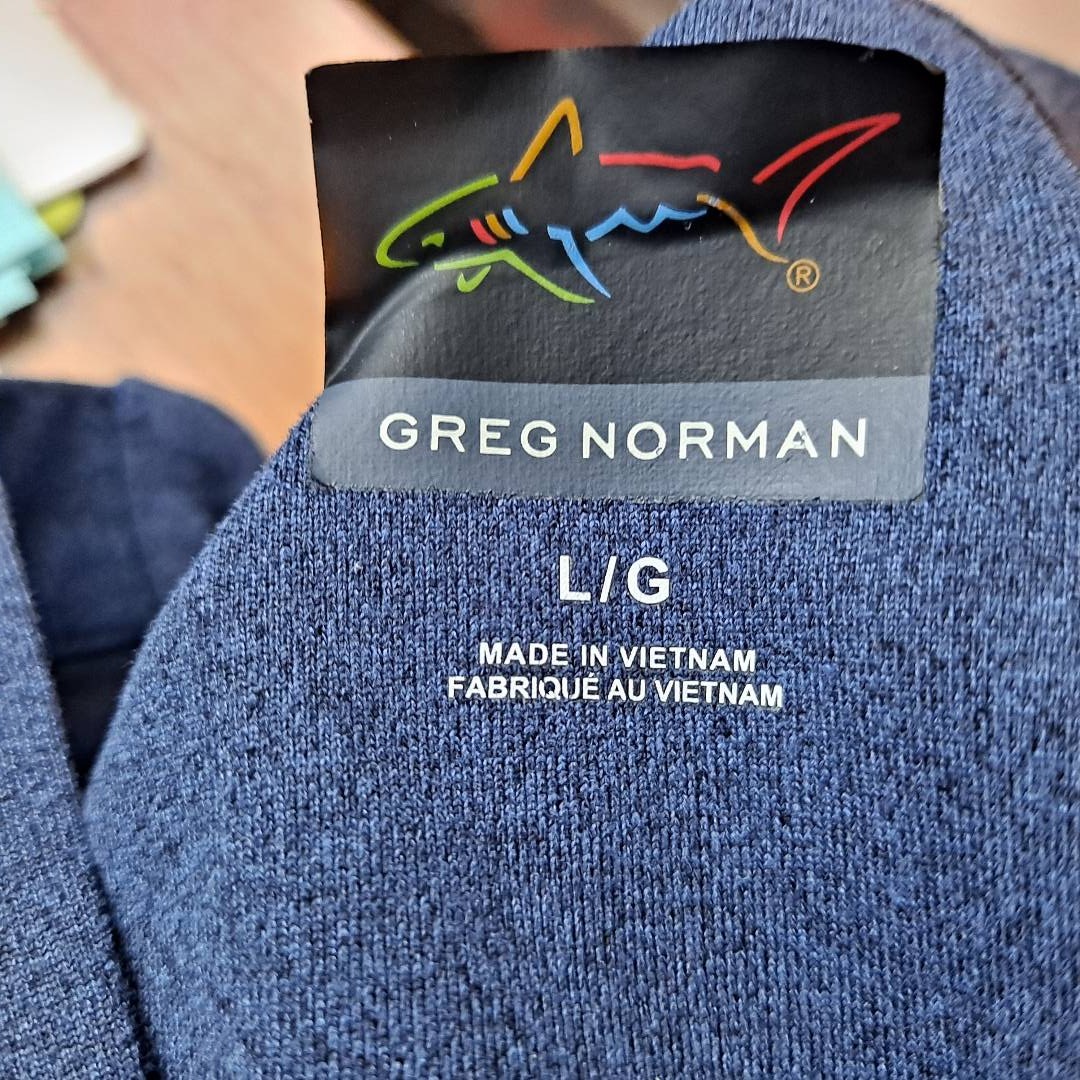 ®
GREG NORMAN
L/G
MADE IN VIETNAM
FABRIQUÉ AU VIETNAM